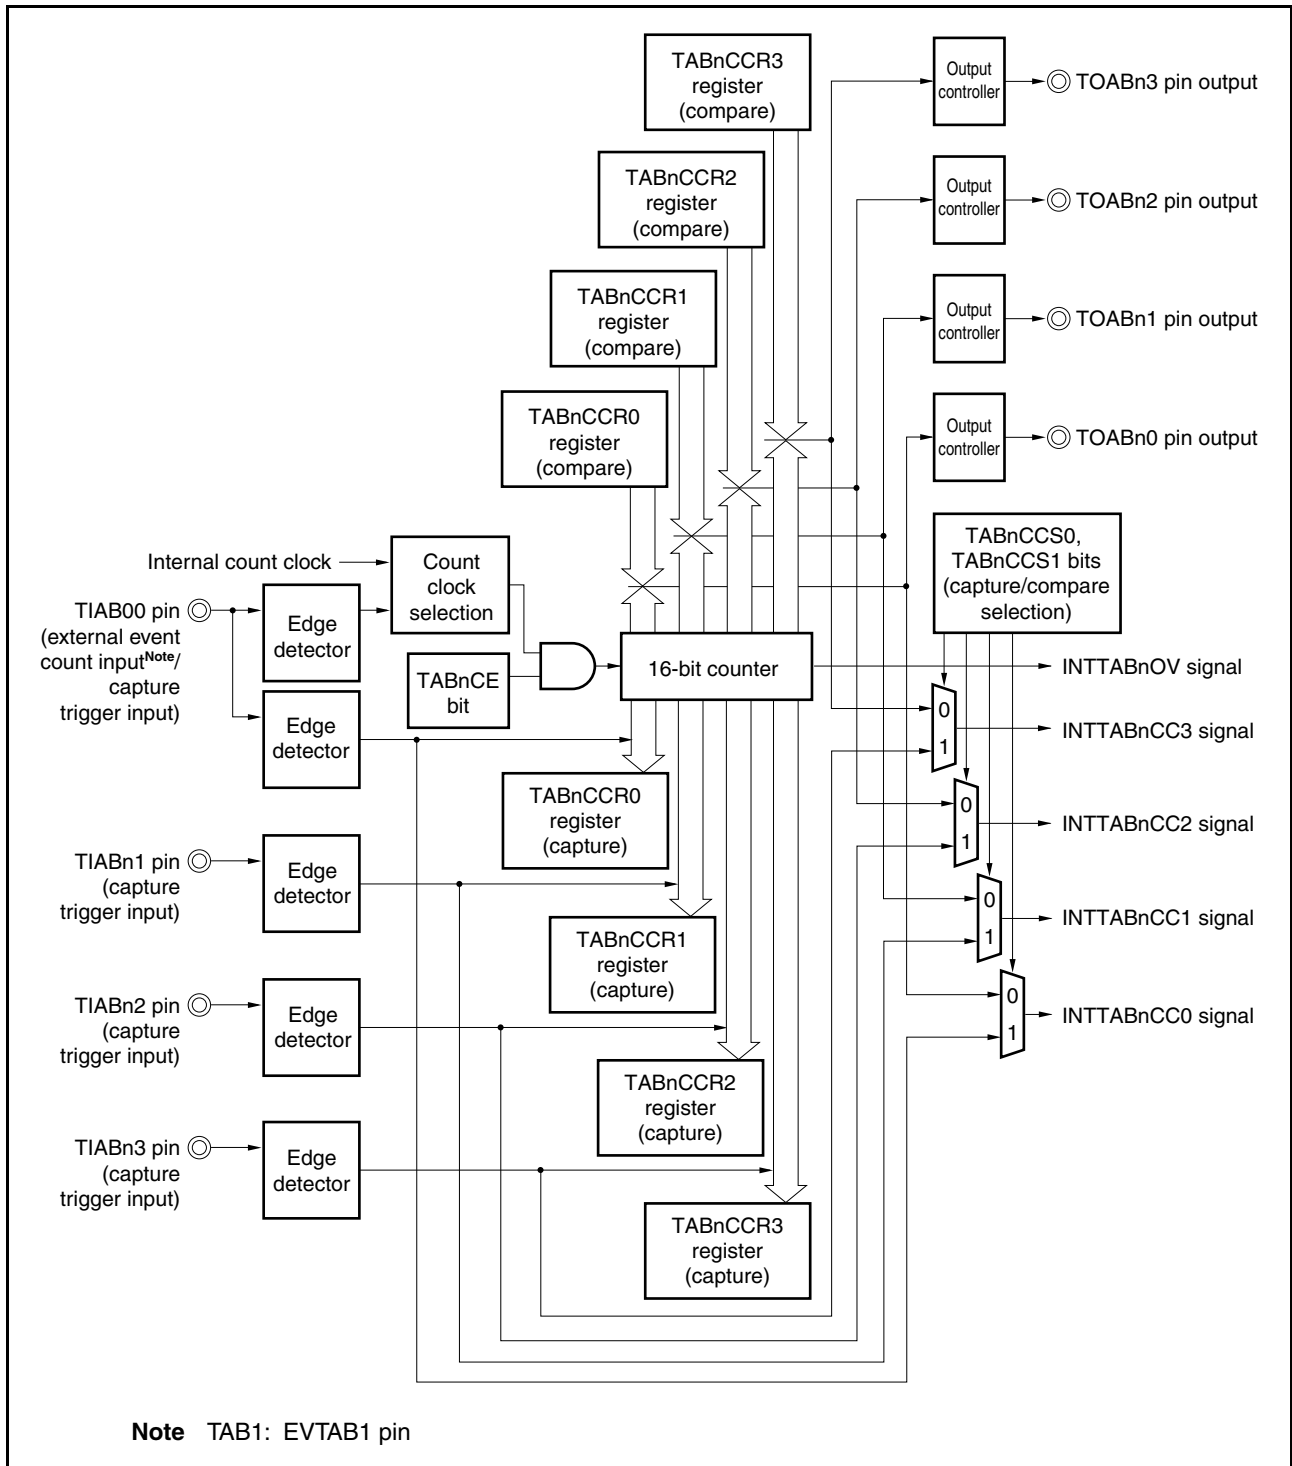 TABnCCR3
register
(compare)
Output
controller
TOABn3 pin output
TABnCCR2
register
(compare)
Output
controller
TOABn2 pin output
TABnCCR1
register
(compare)
Output
controller
TOABn1 pin output
TABnCCR0
register
(compare)
Output
controller
TOABn0 pin output
TABnCCS0,
TABnCCS1 bits
(capture/compare
selection)
Internal count clock
Count
clock
selection
TIAB00 pin
(external event
count inputNote/
capture
trigger input)
Edge
detector
TABnCE
bit
16-bit counter
INTTABnOV signal
Edge
detector
0
1
INTTABnCC3 signal
TABnCCR0
register
(capture)
0
1
INTTABnCC2 signal
TIABn1 pin
(capture
trigger input)
Edge
detector
0
1
INTTABnCC1 signal
TABnCCR1
register
(capture)
TIABn2 pin
(capture
trigger input)
Edge
detector
0
1
INTTABnCC0 signal
TABnCCR2
register
(capture)
TIABn3 pin
(capture
trigger input)
Edge
detector
TABnCCR3
register
(capture)
Note TAB1: EVTAB1 pin